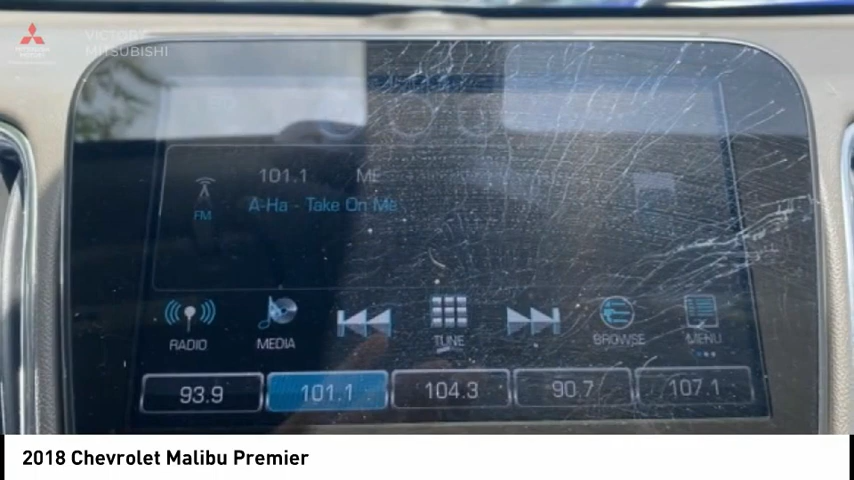 VICTORY
MITSUBISHI
101.1 ME
FM
A-Ha - Take On Me
RADIO
MEDIA
TUNE
BROWSE
MENU
93.9
101.1
104.3
90.7
107.1
2018 Chevrolet Malibu Premier